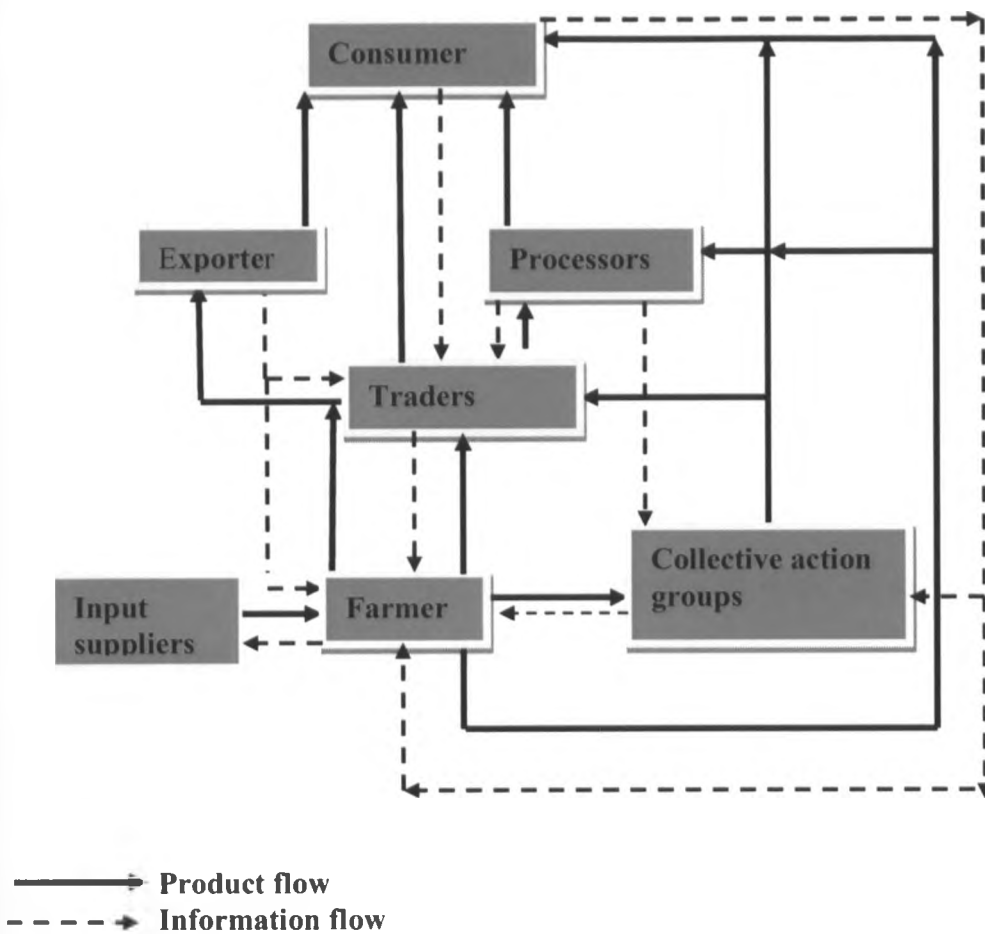 Consumer
Exporter
Processors
Traders
Collective action
groups
Input
suppliers
Farmer
Product flow
Information flow